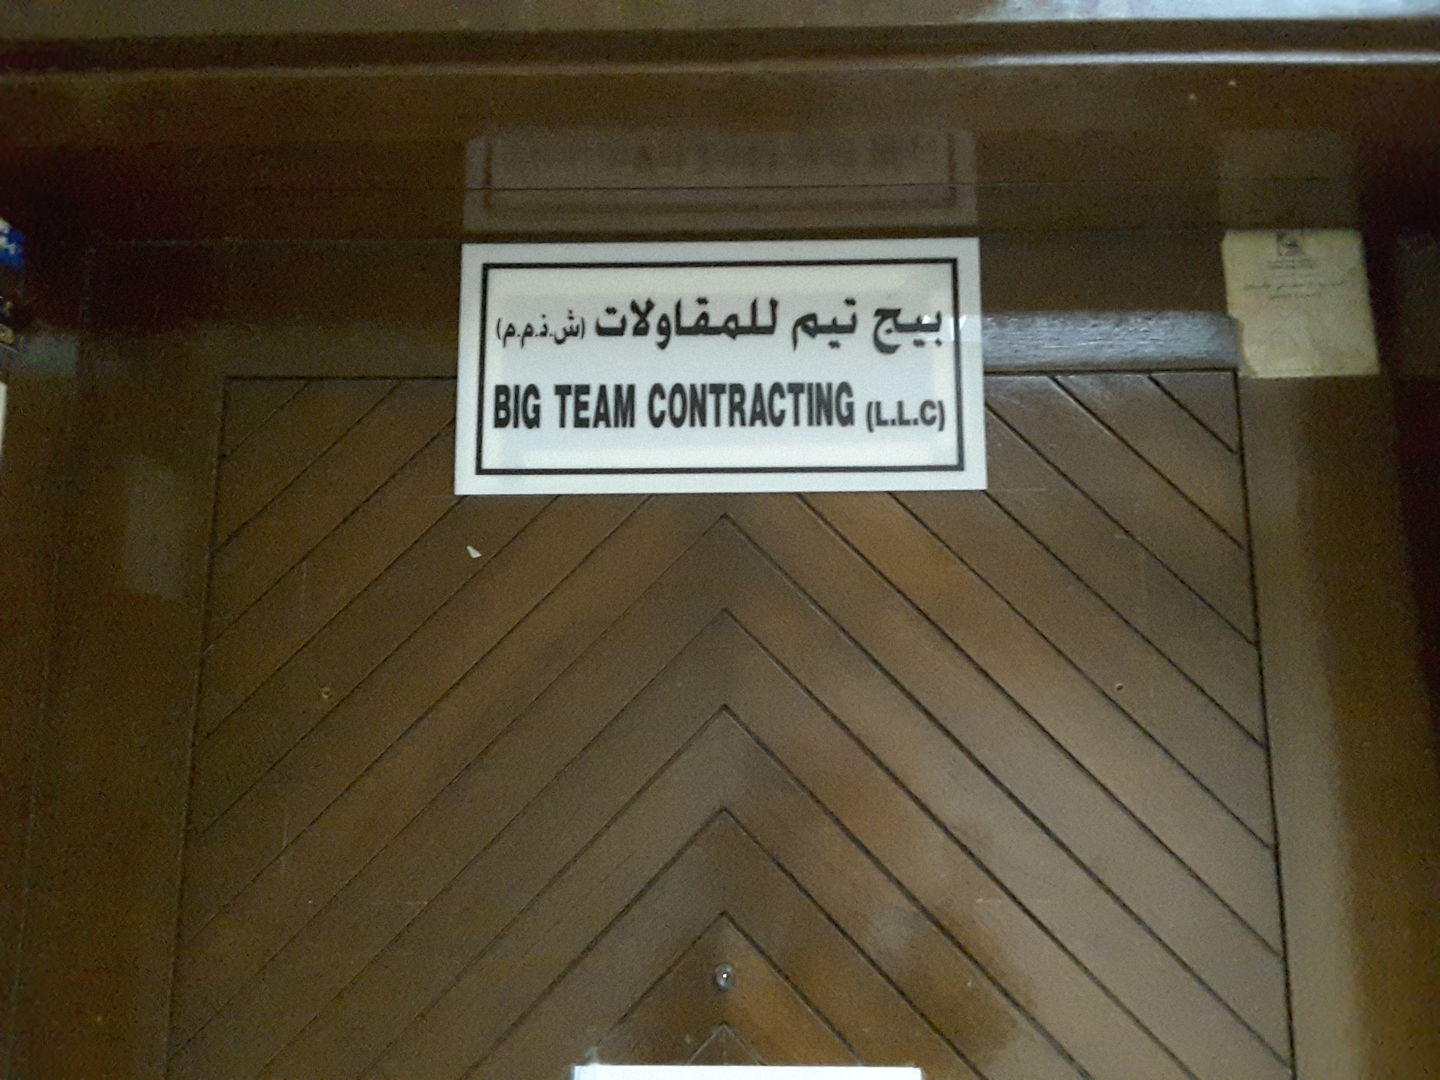 بيج تيم للمقاولات (ش.ذ.م.م)
BIG TEAM CONTRACTING (L.L.C)